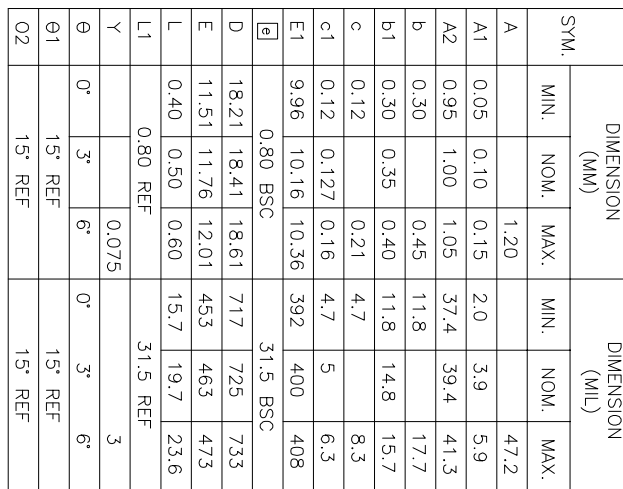 SYM. DIMENSION (MM) DIMENSION (MIL)
MIN. NOM. MAX. MIN. NOM. MAX.
A 1.20 47.2
A1 0.05 0.10 0.15 2.0 3.9 5.9
A2 0.95 1.00 1.05 37.4 39.4 41.3
b 0.30 0.45 11.8 17.7
b1 0.30 0.35 0.40 11.8 14.8 15.7
c 0.12 0.21 4.7 8.3
c1 0.12 0.127 0.16 4.7 5 6.3
E1 9.96 10.16 10.36 392 400 408
e 0.80 BSC 31.5 BSC
D 18.21 18.41 18.61 717 725 733
E 11.51 11.76 12.01 453 463 473
L 0.40 0.50 0.60 15.7 19.7 23.6
L1 0.80 REF 31.5 REF
Y 0.075 3
θ 0° 3° 6° 0° 3° 6°
θ1 15° REF 15° REF
O2 15° REF 15° REF